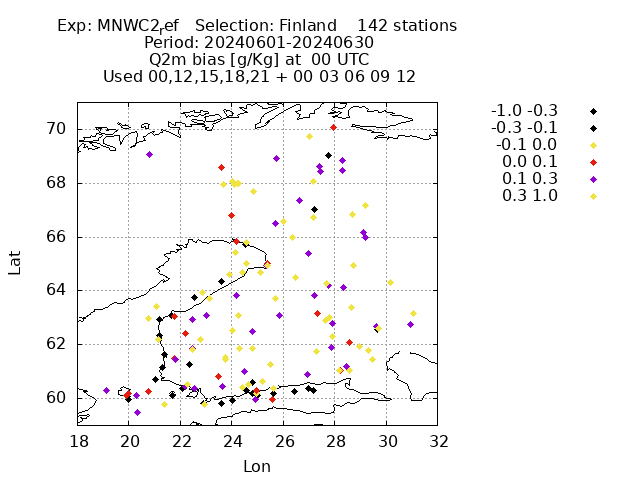 Exp: MNWC2ref   Selection: Finland    142 stations
Period: 20240601-20240630
Q2m bias [g/Kg] at  00 UTC
Used 00,12,15,18,21 + 00 03 06 09 12
-1.0 -0.3
-0.3 -0.1
-0.1 0.0
0.0 0.1
0.1 0.3
0.3 1.0
70
68
66
64
62
60
Lat
18 20 22 24 26 28 30 32
Lon